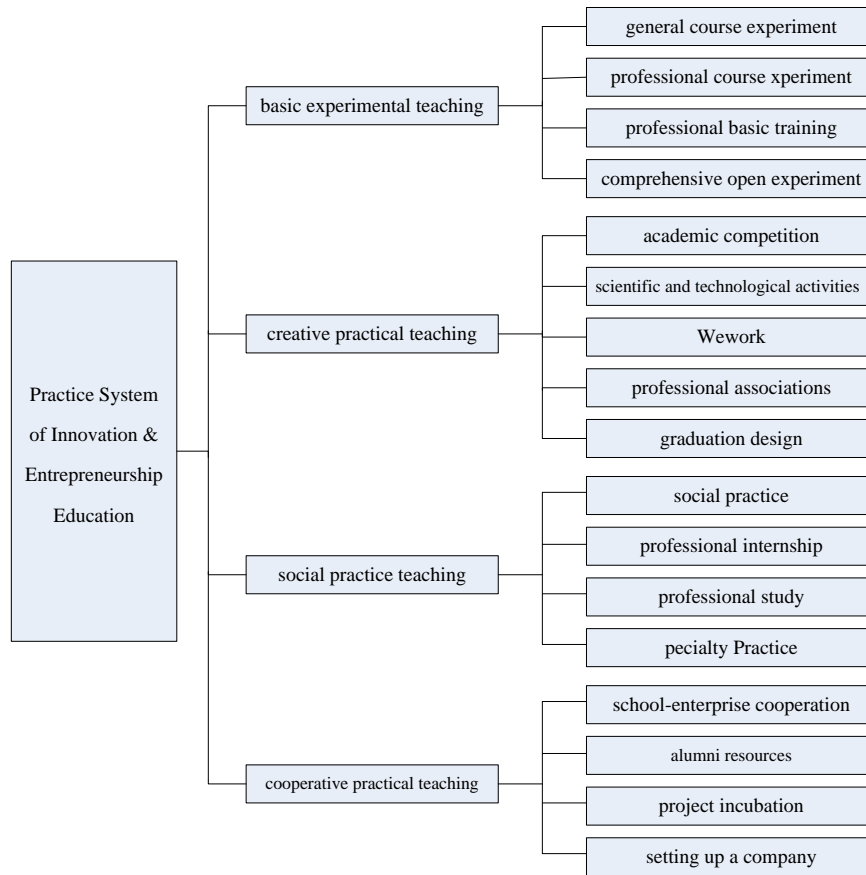 general course experiment
professional course xperiment
basic experimental teaching
professional basic training
comprehensive open experiment
academic competition
scientific and technological activities
creative practical teaching
Wework
professional associations
graduation design
Practice System
of Innovation &
Entrepreneurship
Education
social practice
professional internship
social practice teaching
professional study
pecialty Practice
school-enterprise cooperation
alumni resources
cooperative practical teaching
project incubation
setting up a company